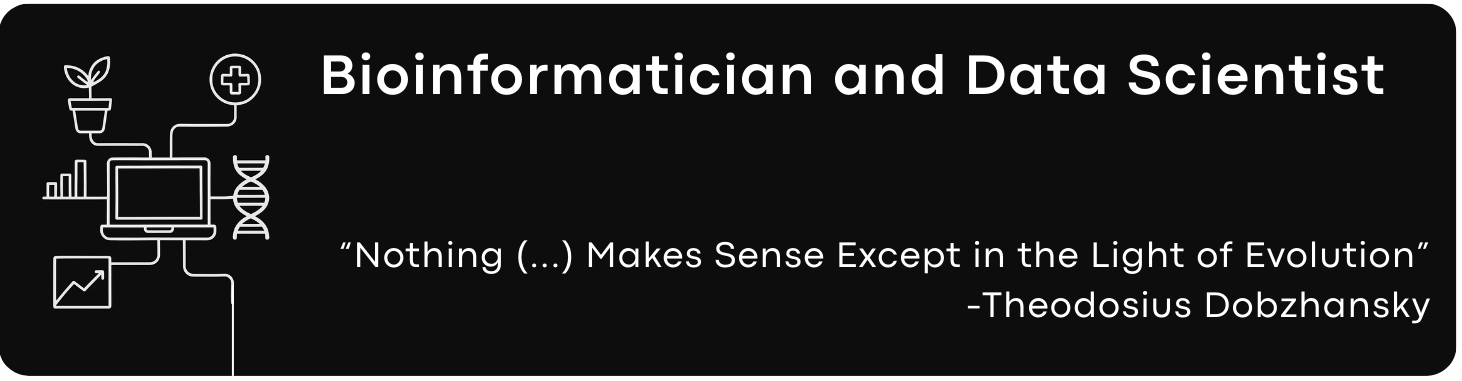 Bioinformatician and Data Scientist
“Nothing (...) Makes Sense Except in the Light of Evolution”
-Theodosius Dobzhansky